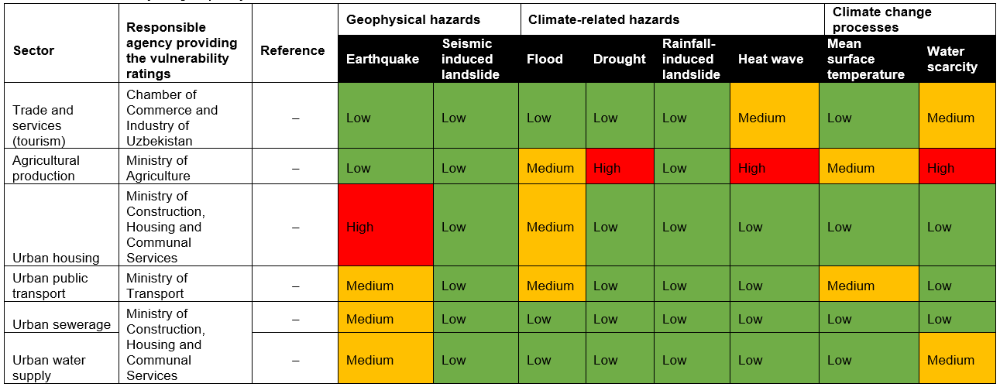 Sector
Responsible
agency providing
the vulnerability
ratings
Reference
Geophysical hazards
Climate-related hazards
Climate change
processes
Earthquake
Seismic
induced
landslide
Flood
Drought
Rainfall-
induced
landslide
Heat wave
Mean
surface
temperature
Water
scarcity
Trade and
services
(tourism)
Chamber of
Commerce and
Industry of
Uzbekistan
–
Low
Low
Low
Low
Low
Medium
Low
Medium
Agricultural
production
Ministry of
Agriculture
–
Low
Low
Medium
High
Low
High
Medium
High
Urban housing
Ministry of
Construction,
Housing and
Communal
Services
–
High
Low
Medium
Low
Low
Low
Low
Low
Urban public
transport
Ministry of
Transport
–
Medium
Low
Medium
Low
Low
Low
Medium
Low
Urban sewerage
Ministry of
Construction,
Housing and
Communal
Services
–
Medium
Low
Low
Low
Low
Low
Low
Low
Urban water
supply
–
Medium
Low
Low
Low
Low
Low
Low
Medium